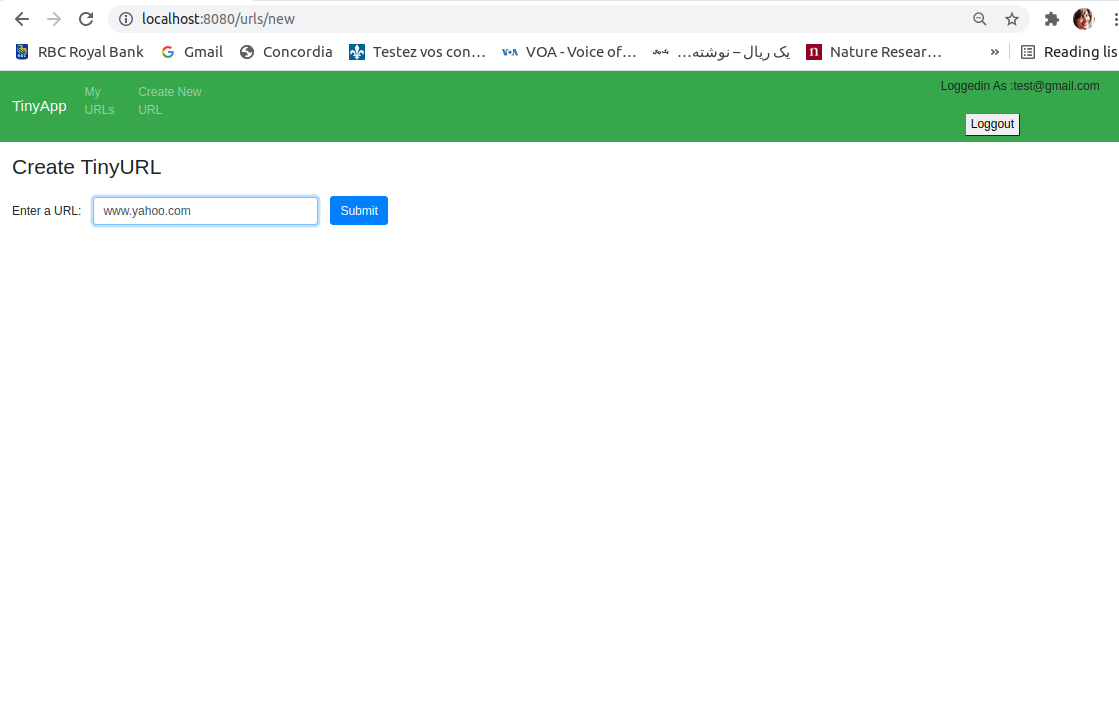 localhost:8080/urls/new
RBC Royal Bank Gmail Concordia Testez vos con... VOA - Voice of... یک ریال – نوشته... n Nature Resear... » Reading lis
TinyApp My URLs Create New URL Loggedin As :test@gmail.com
Loggout
Create TinyURL
Enter a URL: www.yahoo.com Submit